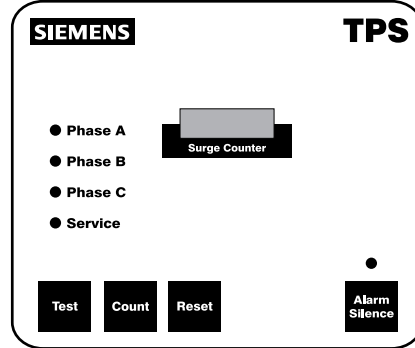 SIEMENS TPS
Surge Counter
Phase A
Phase B
Phase C
Service
Test Count Reset Alarm
Silence